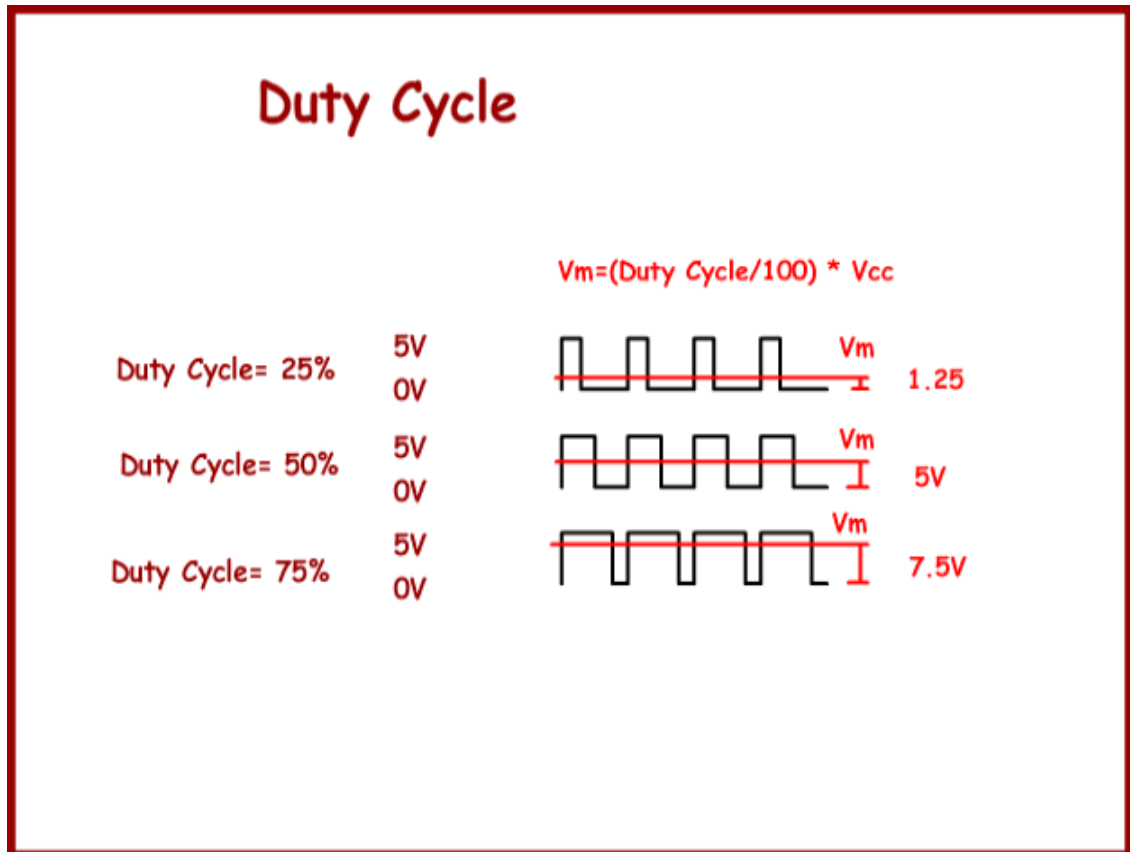 Duty Cycle
Vm=(Duty Cycle/100) * Vcc
Duty Cycle= 25%
5V
0V
Vm
1.25
Duty Cycle= 50%
5V
0V
Vm
5V
Duty Cycle= 75%
5V
0V
Vm
7.5V